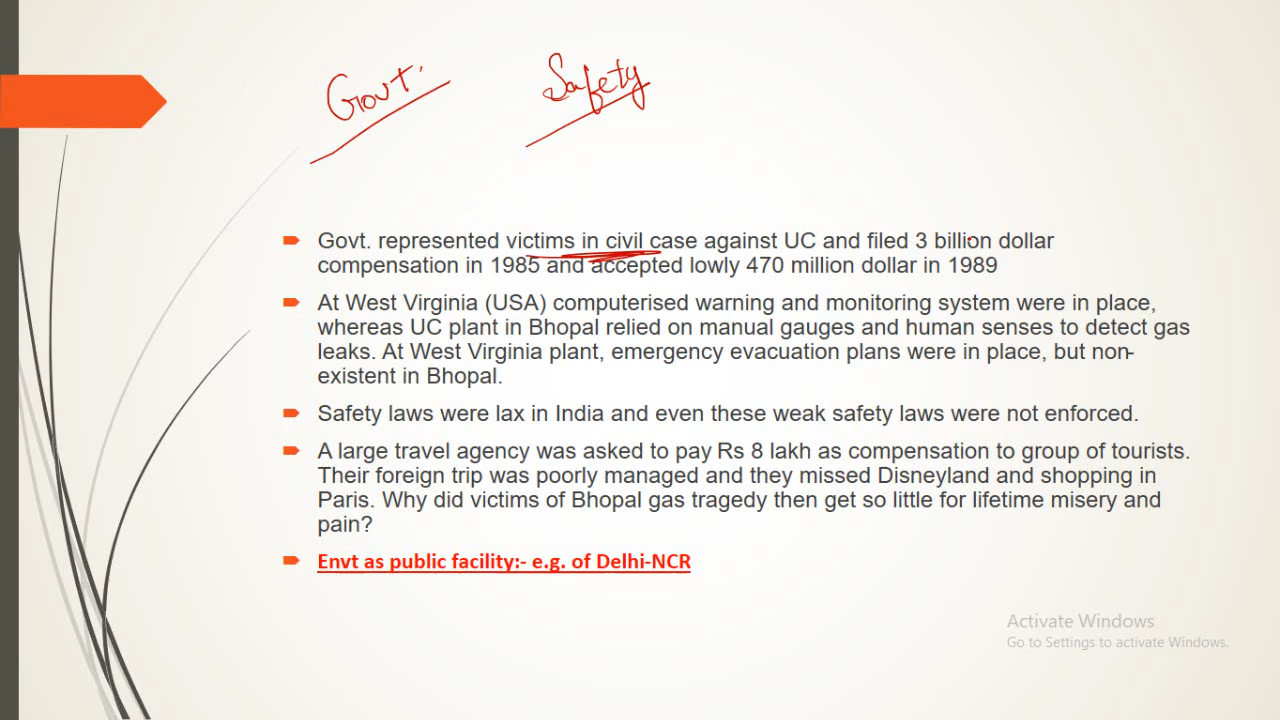 Govt. Safety
Govt. represented victims in civil case against UC and filed 3 billion dollar
compensation in 1985 and accepted lowly 470 million dollar in 1989
At West Virginia (USA) computerised warning and monitoring system were in place,
whereas UC plant in Bhopal relied on manual gauges and human senses to detect gas
leaks. At West Virginia plant, emergency evacuation plans were in place, but non-
existent in Bhopal.
Safety laws were lax in India and even these weak safety laws were not enforced.
A large travel agency was asked to pay Rs 8 lakh as compensation to group of tourists.
Their foreign trip was poorly managed and they missed Disneyland and shopping in
Paris. Why did victims of Bhopal gas tragedy then get so little for lifetime misery and
pain?
Envt as public facility:- e.g. of Delhi-NCR
Activate Windows
Go to Settings to activate Windows.